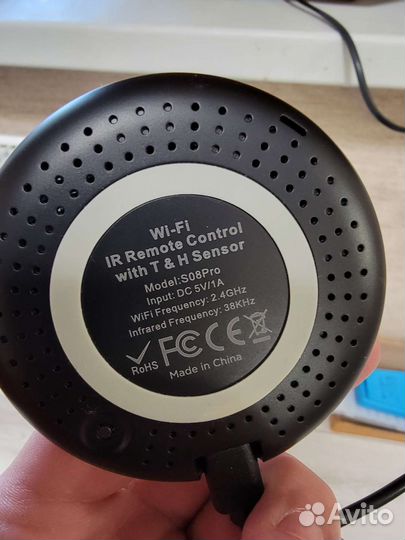 Wi-Fi
IR Remote Control
with T & H Sensor
Model:S08Pro
Input: DC 5V/1A
WiFi Frequency: 2.4GHz
Infrared Frequency: 38KHz
RoHS FC CE
Made in China
Avito